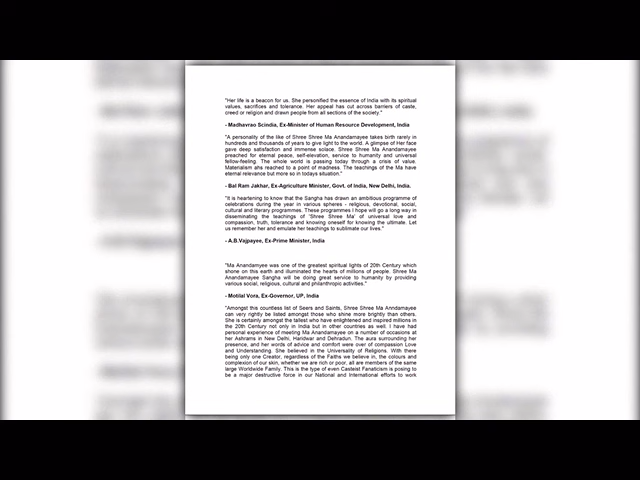 "Her life is a beacon for us. She personified the essence of India with its spiritual
values, sacrifices and tolerance. Her appeal has cut across barriers of caste,
creed or religion and drawn people from all sections of the society."
- Madhavrao Scindia, Ex-Minister of Human Resource Development, India
"A personality of the like of Shree Shree Ma Anandamayee takes birth rarely in
hundreds and thousands of years to give light to the world. A glimpse of Her face
gave deep satisfaction and immense solace. Shree Shree Ma Anandamayee
preached for eternal peace, self-elevation, service to humanity and universal
fellow-feeling. The whole world is passing today through a crisis of value.
Materialism ahs reached to a point of madness. The teachings of the Ma have
eternal relevance but more so in todays situation."
- Bal Ram Jakhar, Ex-Agriculture Minister, Govt. of India, New Delhi, India.
"It is heartening to know that the Sangha has drawn an ambitious programme of
celebrations during the year in various spheres - religious, devotional, social,
cultural and literary programmes. These programmes I hope will go a long way in
disseminating the teachings of 'Shree Shree Ma' of universal love and
compassion, truth, tolerance and knowing oneself for knowing the ultimate. Let
us remember her and emulate her teachings to sublimate our lives."
- A.B.Vajpayee, Ex-Prime Minister, India
"Ma Anandamyee was one of the greatest spiritual lights of 20th Century which
shone on this earth and illuminated the hearts of millions of people. Shree Ma
Anandamayee Sangha will be doing great service to humanity by providing
various social, religious, cultural and philanthropic activities."
- Motilal Vora, Ex-Governor, UP, India
"Amongst this countless list of Seers and Saints, Shree Shree Ma Anndamayee
can very rightly be listed amongst those who shine more brightly than others.
She is certainly amongst the tallest who have enlightened and inspired millions in
the 20th Century not only in India but in other countries as well. I have had
personal experience of meeting Ma Anandamayee on a number of occasions at
her Ashrams in New Delhi, Haridwar and Dehradun. The aura surrounding her
presence, and her words of advice and comfort were over of compassion Love
and Understanding. She believed in the Universality of Religions. With there
being only one Creator, regardless of the Faiths we believe in, the colours and
complexion of our skin, whether we are rich or poor, all are members of the same
large Worldwide Family. This is the type of even Casteist Fanaticism is posing to
be a major destructive force in our National and International efforts to work